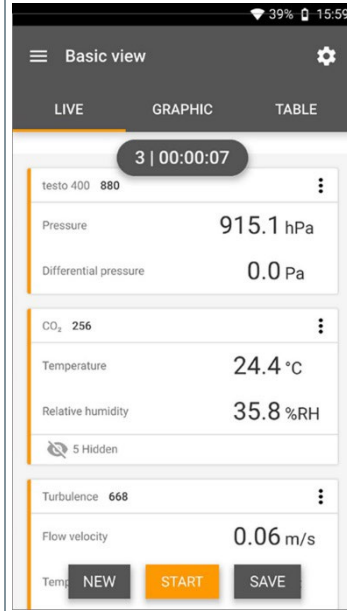 39% 15:59
Basic view
LIVE GRAPHIC TABLE
3 | 00:00:07
testo 400 880
Pressure 915.1 hPa
Differential pressure 0.0 Pa
CO₂ 256
Temperature 24.4 °C
Relative humidity 35.8 %RH
5 Hidden
Turbulence 668
Flow velocity 0.06 m/s
NEW START SAVE